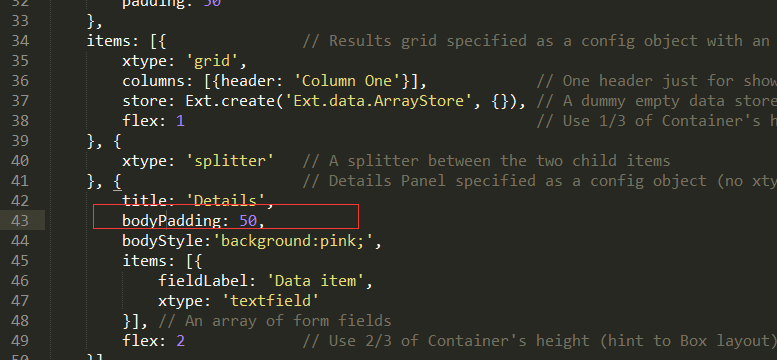 32 padding: 50
33 },
34 items: [{ // Results grid specified as a config object with an
35 xtype: 'grid',
36 columns: [{header: 'Column One'}], // One header just for show
37 store: Ext.create('Ext.data.ArrayStore', {}), // A dummy empty data store
38 flex: 1 // Use 1/3 of Container's h
39 }, {
40 xtype: 'splitter' // A splitter between the two child items
41 }, { // Details Panel specified as a config object (no xty
42 title: 'Details',
43 bodyPadding: 50,
44 bodyStyle:'background:pink;',
45 items: [{
46 fieldLabel: 'Data item',
47 xtype: 'textfield'
48 }], // An array of form fields
49 flex: 2 // Use 2/3 of Container's height (hint to Box layout)
50 }]